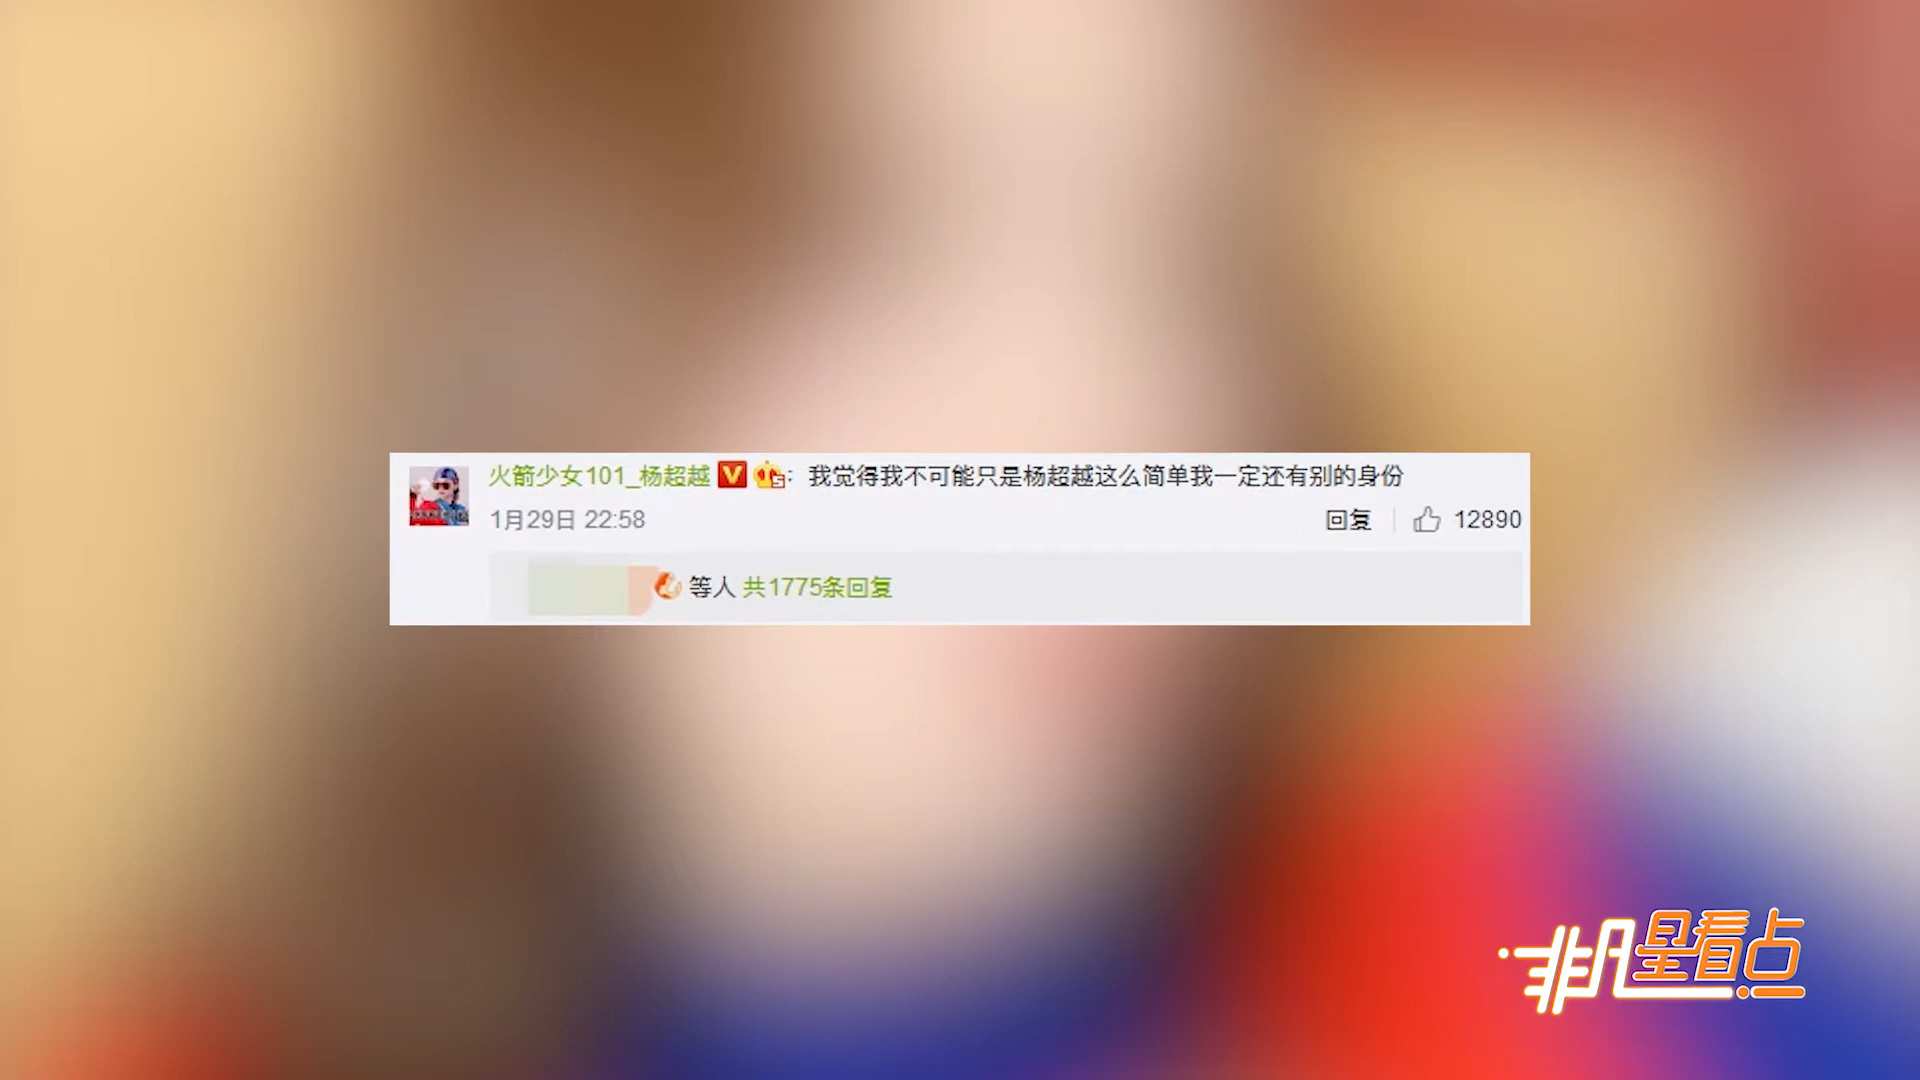 火箭少女101_杨超越 V : 我觉得我不可能只是杨超越这么简单我一定还有别的身份
1月29日 22:58 回复 12890
等人 共1775条回复
非凡星看点